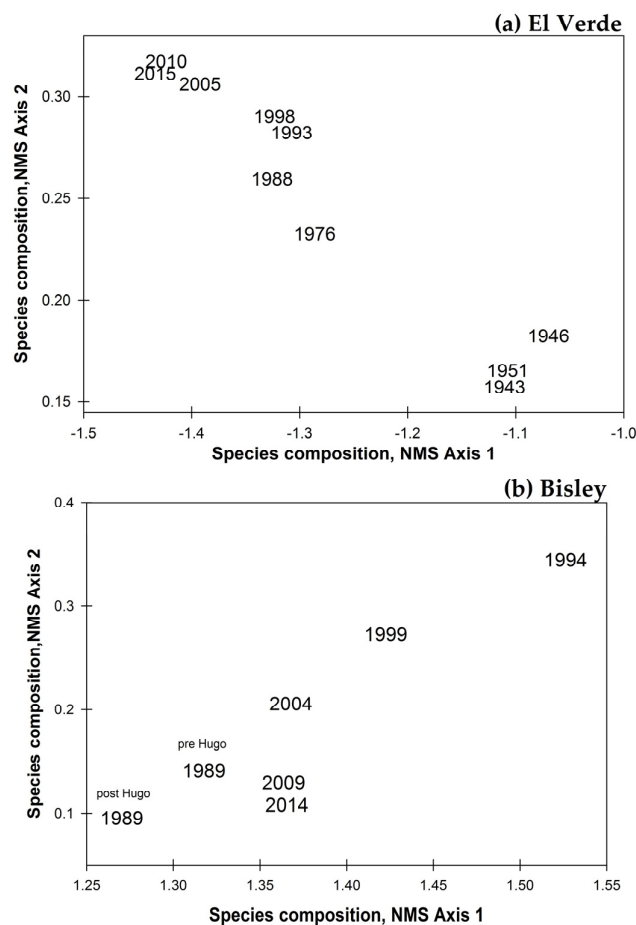 (a) El Verde
Species composition,NMS Axis 2
0.30
0.25
0.20
0.15
2010
2015
2005
1998
1993
1988
1976
1946
1951
1943
-1.5 -1.4 -1.3 -1.2 -1.1 -1.0
Species composition, NMS Axis 1
(b) Bisley
Species composition,NMS Axis 2
0.4
0.3
0.2
0.1
1994
1999
2004
pre Hugo
1989
2009
post Hugo
2014
1989
1.25 1.30 1.35 1.40 1.45 1.50 1.55
Species composition, NMS Axis 1